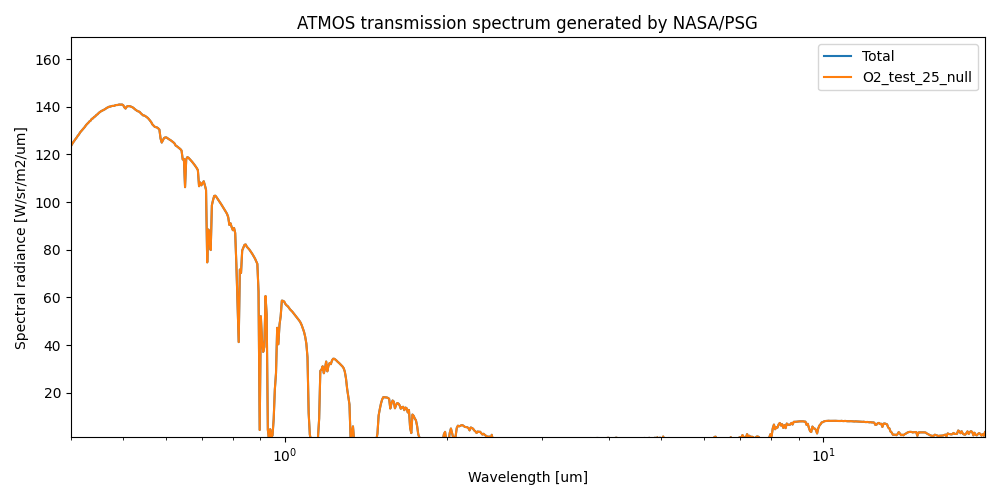 ATMOS transmission spectrum generated by NASA/PSG
Total
O2_test_25_null
Spectral radiance [W/sr/m2/um]
160
140
120
100
80
60
40
20
10⁰
10¹
Wavelength [um]